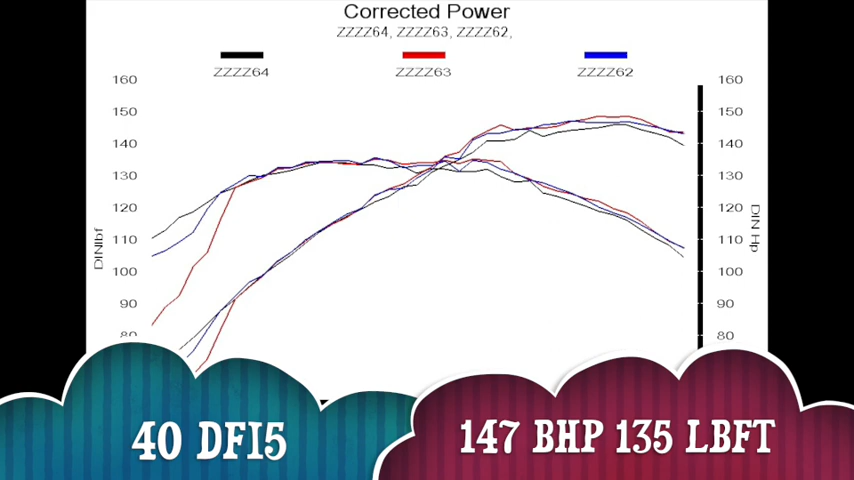 Corrected Power
ZZZZ64, ZZZZ63, ZZZZ62,
ZZZZ64 ZZZZ63 ZZZZ62
160 160
150 150
140 140
130 130
120 120
110 110
100 100
90 90
80 80
DINlbf
DIN Hp
40 DFI5
147 BHP 135 LBFT